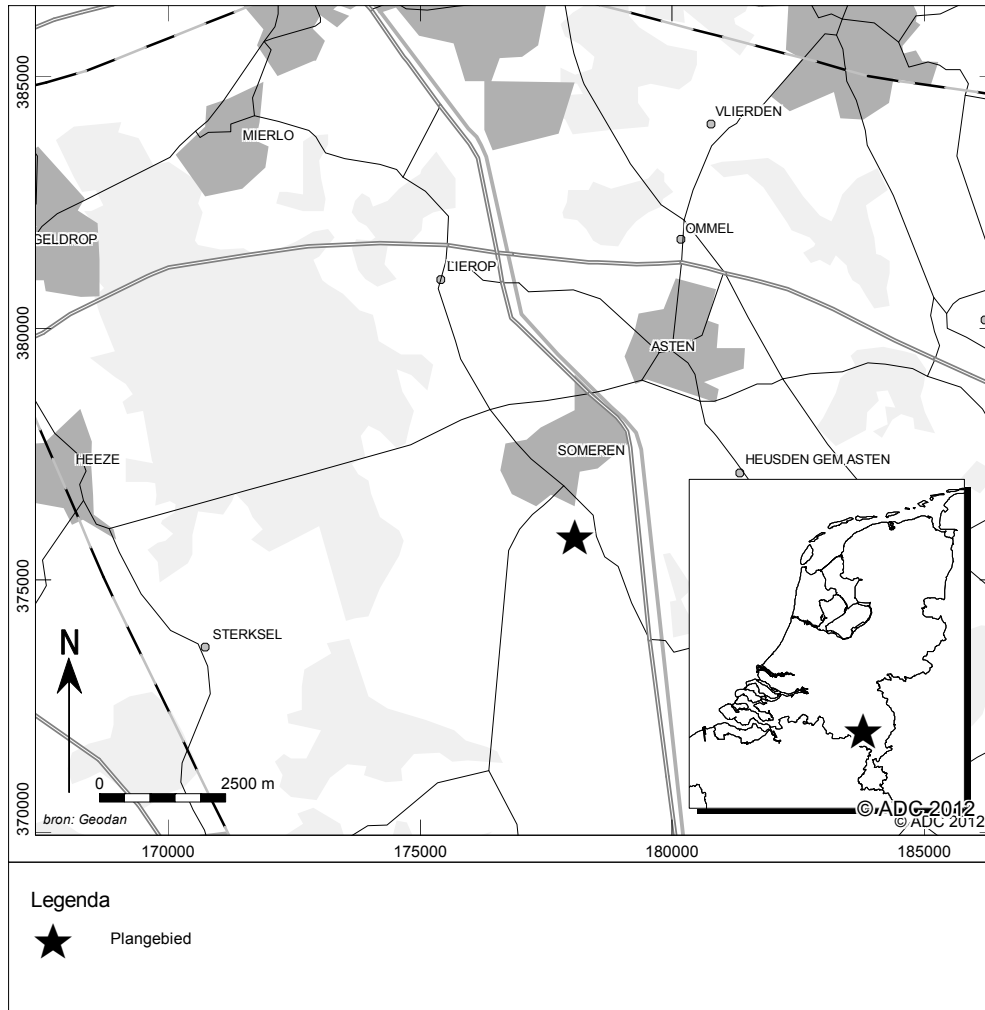 385000
VLIERDEN
MIERLO
OMMEL
GELDROP
LIEROP
380000
ASTEN
SOMEREN
HEEZE
HEUSDEN GEM ASTEN
375000
STERKSEL
N
0 2500 m
bron: Geodan
370000
© ADC 2012
© ADC 2012
170000 175000 180000 185000
Legenda
Plangebied